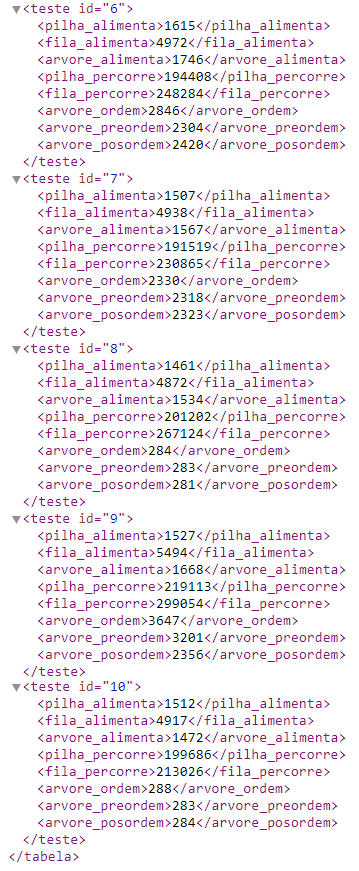 ▼<teste id="6">
<pilha_alimenta>1615</pilha_alimenta>
<fila_alimenta>4972</fila_alimenta>
<arvore_alimenta>1746</arvore_alimenta>
<pilha_percorre>194408</pilha_percorre>
<fila_percorre>248284</fila_percorre>
<arvore_ordem>2846</arvore_ordem>
<arvore_preordem>2304</arvore_preordem>
<arvore_posordem>2420</arvore_posordem>
</teste>
▼<teste id="7">
<pilha_alimenta>1507</pilha_alimenta>
<fila_alimenta>4938</fila_alimenta>
<arvore_alimenta>1567</arvore_alimenta>
<pilha_percorre>191519</pilha_percorre>
<fila_percorre>230865</fila_percorre>
<arvore_ordem>2330</arvore_ordem>
<arvore_preordem>2318</arvore_preordem>
<arvore_posordem>2323</arvore_posordem>
</teste>
▼<teste id="8">
<pilha_alimenta>1461</pilha_alimenta>
<fila_alimenta>4872</fila_alimenta>
<arvore_alimenta>1534</arvore_alimenta>
<pilha_percorre>201202</pilha_percorre>
<fila_percorre>267124</fila_percorre>
<arvore_ordem>284</arvore_ordem>
<arvore_preordem>283</arvore_preordem>
<arvore_posordem>281</arvore_posordem>
</teste>
▼<teste id="9">
<pilha_alimenta>1527</pilha_alimenta>
<fila_alimenta>5494</fila_alimenta>
<arvore_alimenta>1668</arvore_alimenta>
<pilha_percorre>219113</pilha_percorre>
<fila_percorre>299054</fila_percorre>
<arvore_ordem>3647</arvore_ordem>
<arvore_preordem>3201</arvore_preordem>
<arvore_posordem>2356</arvore_posordem>
</teste>
▼<teste id="10">
<pilha_alimenta>1512</pilha_alimenta>
<fila_alimenta>4917</fila_alimenta>
<arvore_alimenta>1472</arvore_alimenta>
<pilha_percorre>199686</pilha_percorre>
<fila_percorre>213026</fila_percorre>
<arvore_ordem>288</arvore_ordem>
<arvore_preordem>283</arvore_preordem>
<arvore_posordem>284</arvore_posordem>
</teste>
</tabela>